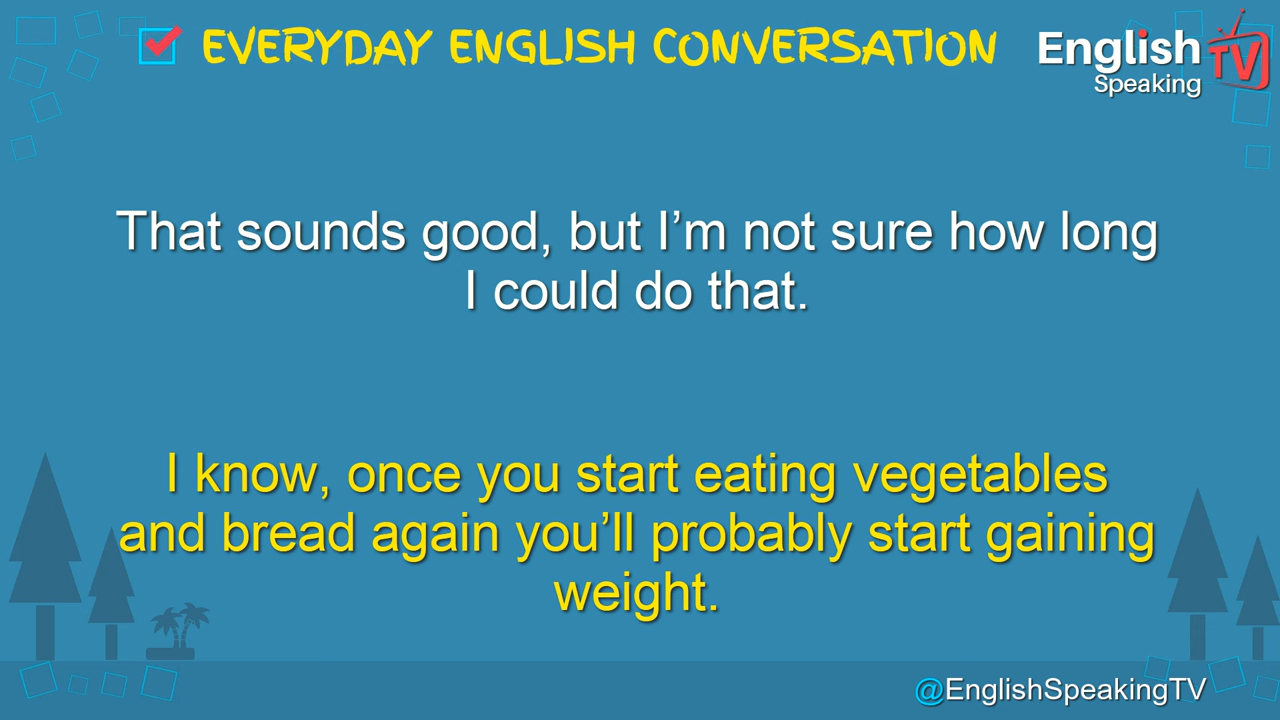 EVERYDAY ENGLISH CONVERSATION
English
TV
Speaking
That sounds good, but I’m not sure how long
I could do that.
I know, once you start eating vegetables
and bread again you’ll probably start gaining
weight.
@EnglishSpeakingTV